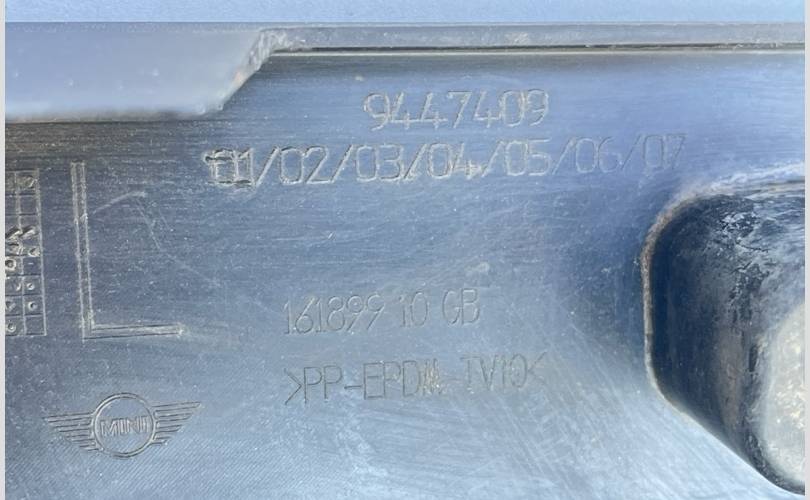 9447409
01/02/03/04/05/06/07
L
161899 10 GB
>PP-EPDM-TV10<
MINI